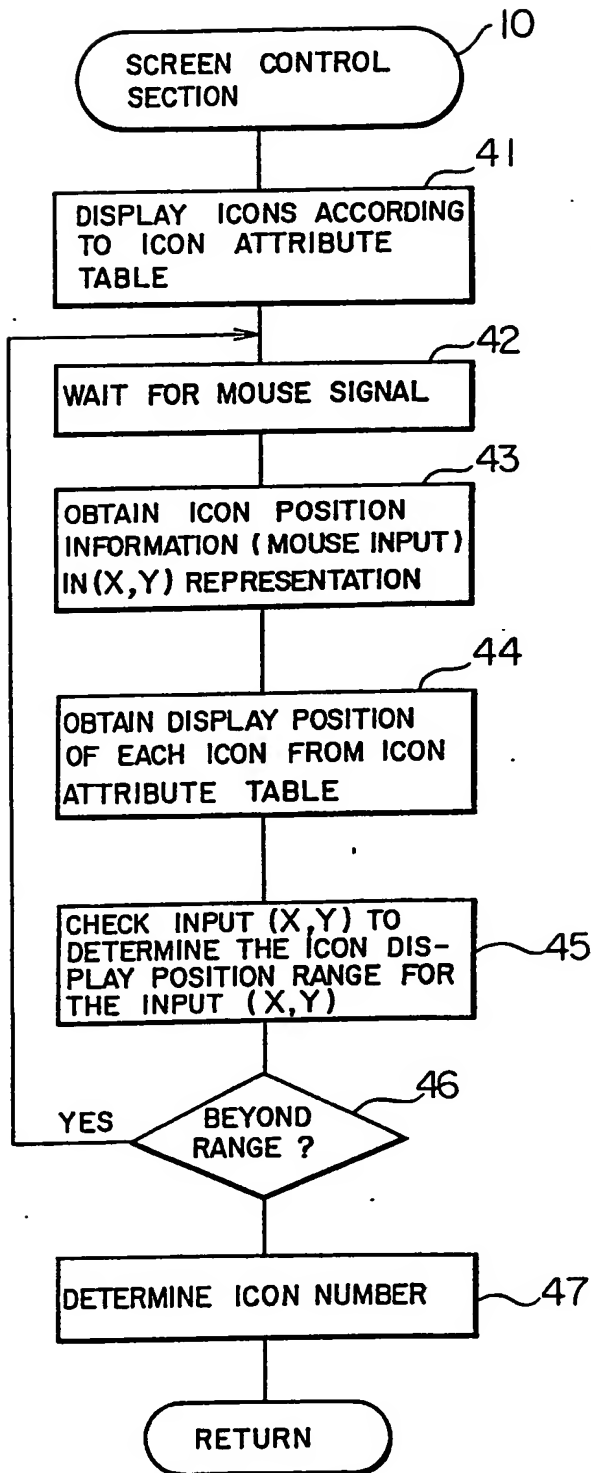 10
SCREEN CONTROL
SECTION
41
DISPLAY ICONS ACCORDING
TO ICON ATTRIBUTE
TABLE
42
WAIT FOR MOUSE SIGNAL
43
OBTAIN ICON POSITION
INFORMATION (MOUSE INPUT)
IN (X,Y) REPRESENTATION
44
OBTAIN DISPLAY POSITION
OF EACH ICON FROM ICON
ATTRIBUTE TABLE
CHECK INPUT (X,Y) TO
DETERMINE THE ICON DIS-
PLAY POSITION RANGE FOR
THE INPUT (X,Y)
45
46
YES
BEYOND
RANGE ?
DETERMINE ICON NUMBER
47
RETURN